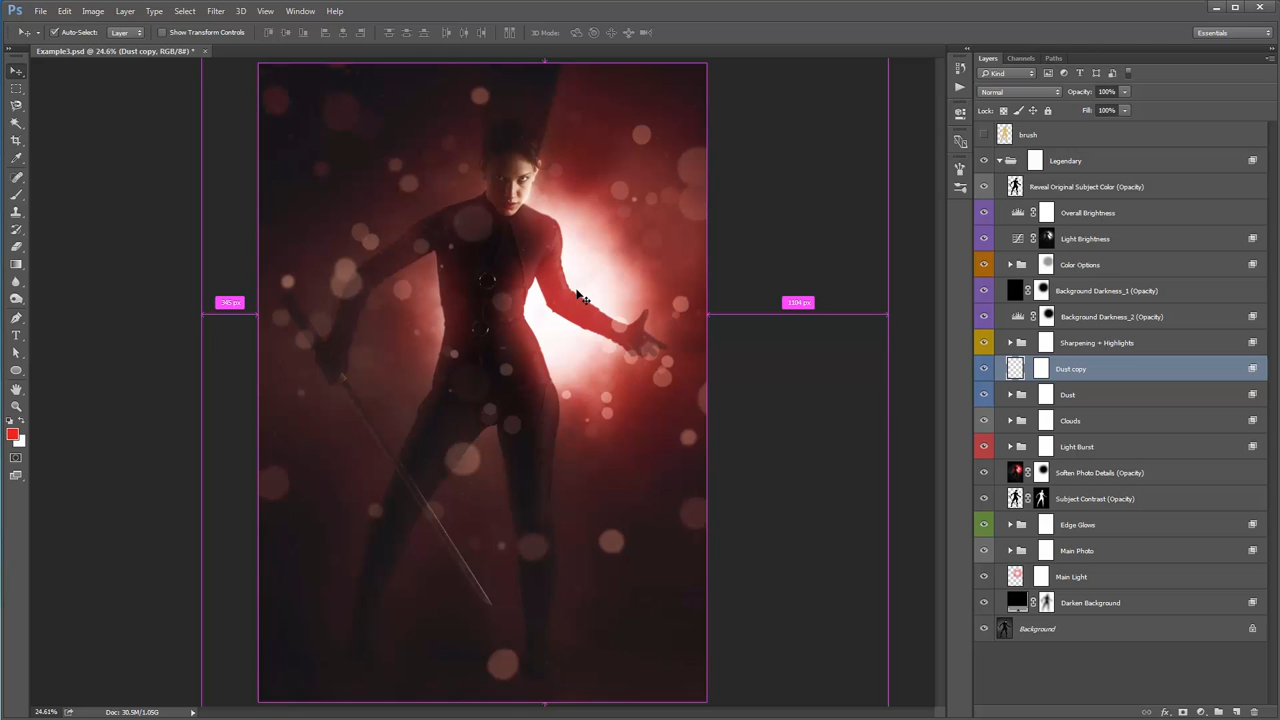 Ps File Edit Image Layer Type Select Filter 3D View Window Help
Auto-Select: Layer Show Transform Controls 3D Mode: Essentials
Example3.psd @ 24.6% (Dust copy, RGB/8#) * ×
Layers Channels Paths
Kind
Normal Opacity: 100%
Lock: Fill: 100%
brush
Legendary
Reveal Original Subject Color (Opacity)
Overall Brightness
Light Brightness
Color Options
Background Darkness_1 (Opacity)
345 px 1104 px
Background Darkness_2 (Opacity)
Sharpening + Highlights
Dust copy
Dust
Clouds
Light Burst
Soften Photo Details (Opacity)
Subject Contrast (Opacity)
Edge Glows
Main Photo
Main Light
Darken Background
Background
24.61% Doc: 30.5M/1.05G